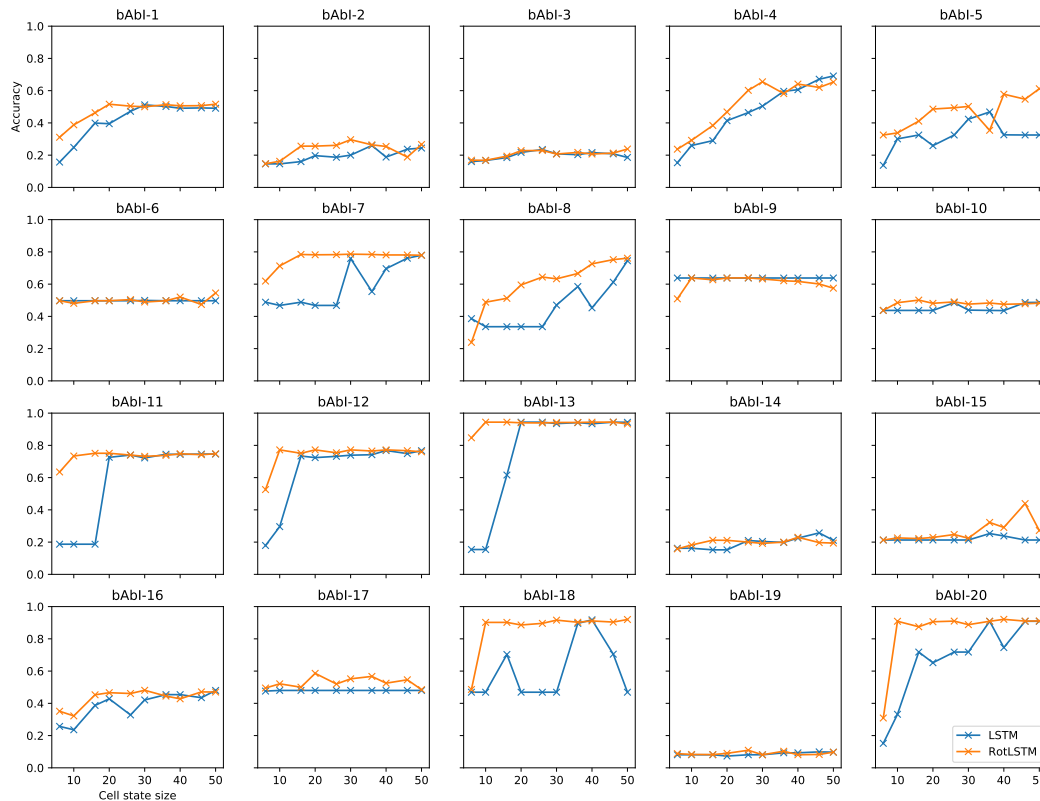 bAbI-1 bAbI-2 bAbI-3 bAbI-4 bAbI-5
1.0
0.8
0.6
0.4
0.2
0.0
Accuracy
bAbI-6 bAbI-7 bAbI-8 bAbI-9 bAbI-10
1.0
0.8
0.6
0.4
0.2
0.0
bAbI-11 bAbI-12 bAbI-13 bAbI-14 bAbI-15
1.0
0.8
0.6
0.4
0.2
0.0
bAbI-16 bAbI-17 bAbI-18 bAbI-19 bAbI-20
1.0
0.8
0.6
0.4
0.2
0.0
LSTM
RotLSTM
10 20 30 40 50 10 20 30 40 50 10 20 30 40 50 10 20 30 40 50 10 20 30 40 50
Cell state size